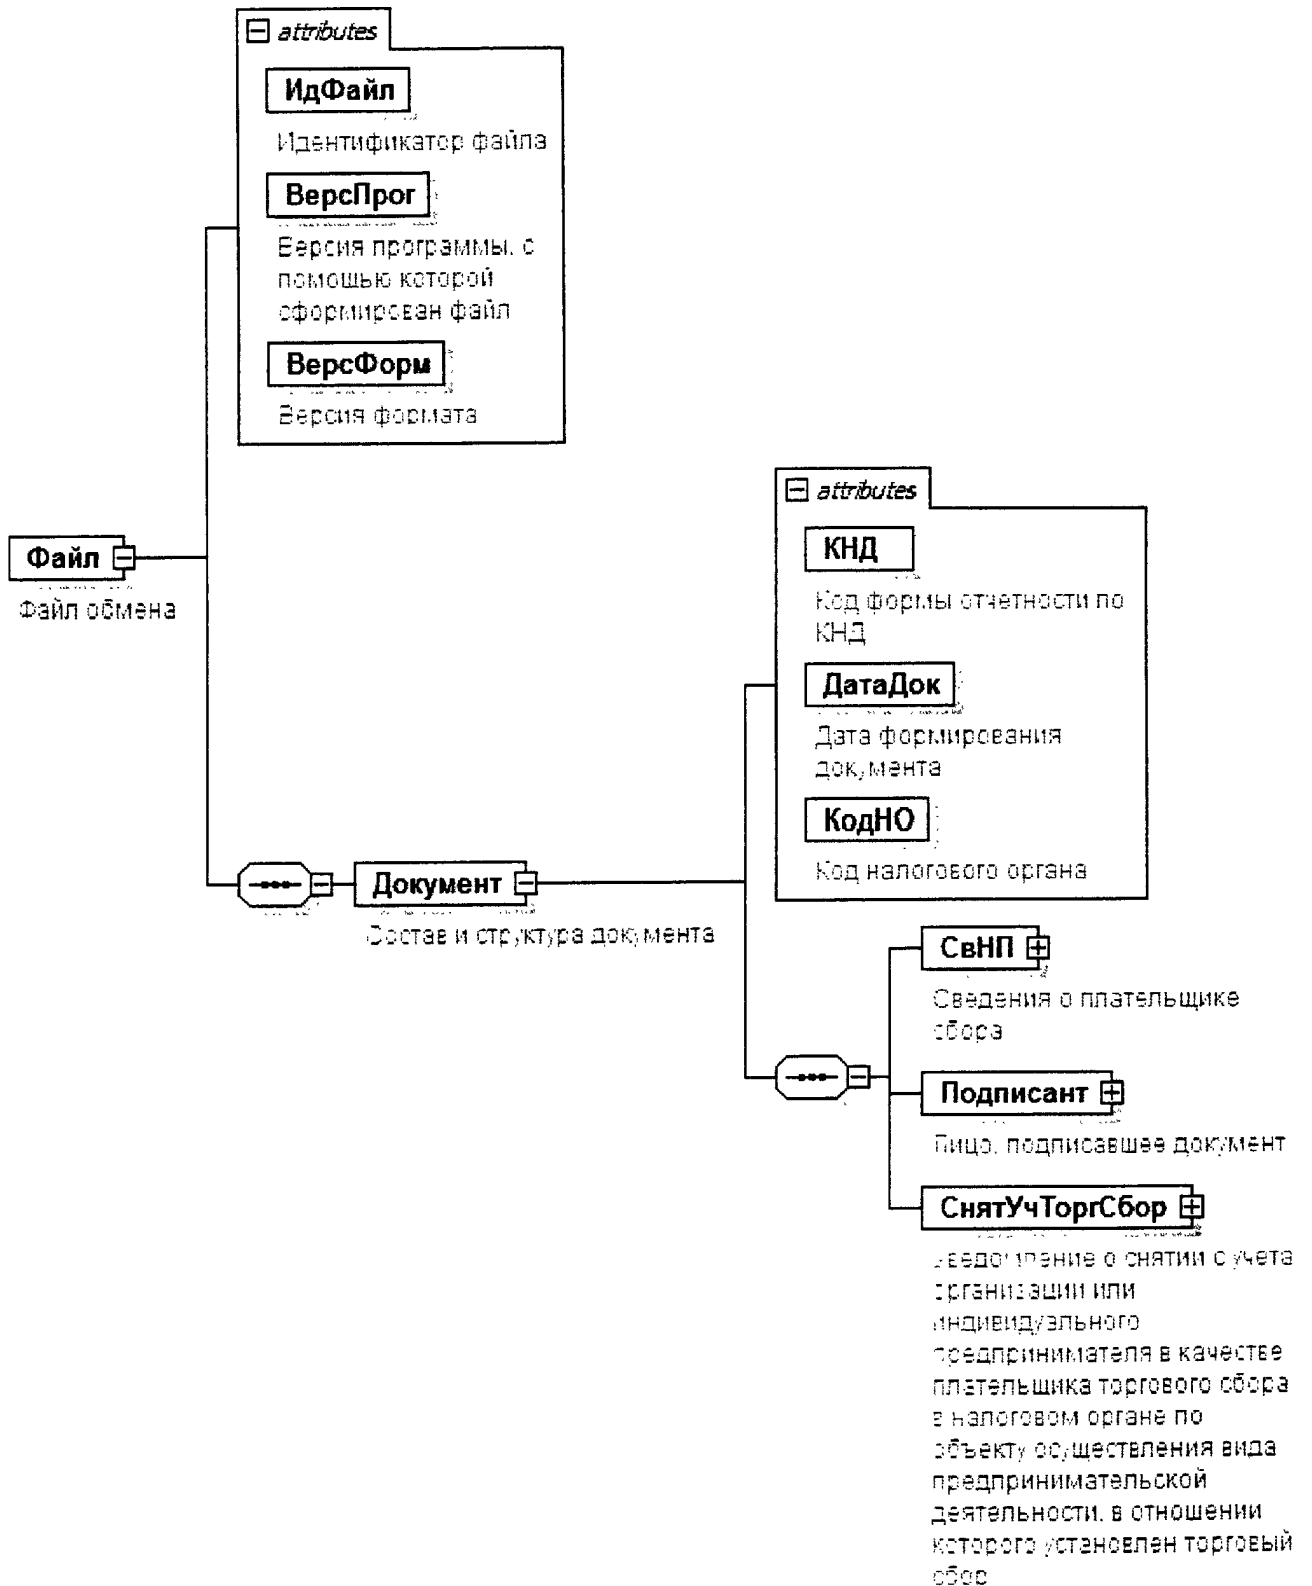 attributes
ИдФайл
Идентификатор файла
ВерсПрог
Версия программы, с
помощью которой
сформирован файл
ВерсФорм
Версия формата
Файл
Файл обмена
attributes
КНД
Код формы отчетности по
КНД
ДатаДок
Дата формирования
документа
КодНО
Код налогового органа
Документ
Состав и структура документа
СвНП
Сведения о плательщике
сбора
Подписант
Лицо, подписавшее документ
СнятУчТоргСбор
Уведомление о снятии с учета
организации или
индивидуального
предпринимателя в качестве
плательщика торгового сбора
в налоговом органе по
объекту осуществления вида
предпринимательской
деятельности, в отношении
которого установлен торговый
сбор